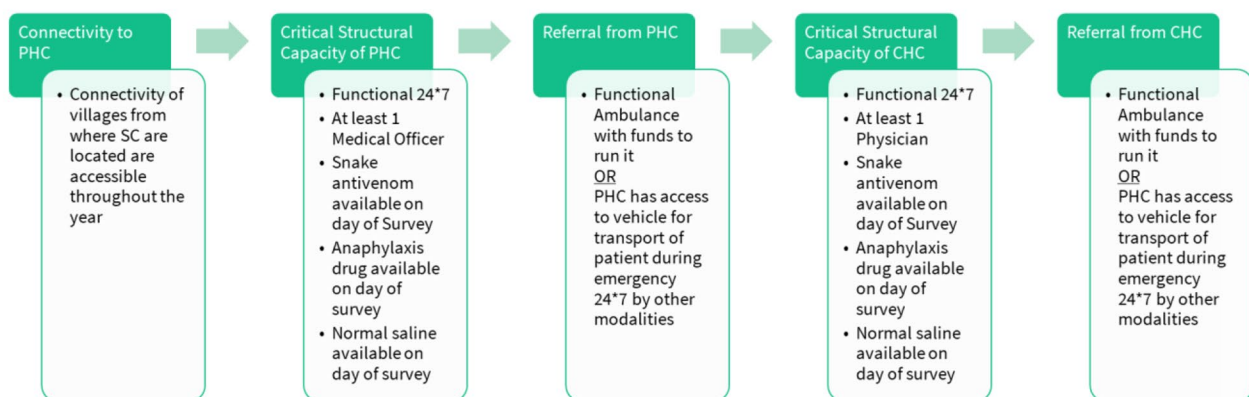 Connectivity to
PHC
• Connectivity of
villages from
where SC are
located are
accessible
throughout the
year
Critical Structural
Capacity of PHC
• Functional 24*7
• At least 1
Medical Officer
• Snake
antivenom
available on
day of Survey
• Anaphylaxis
drug available
on day of
survey
• Normal saline
available on
day of survey
Referral from PHC
• Functional
Ambulance
with funds to
run it
OR
PHC has access
to vehicle for
transport of
patient during
emergency
24*7 by other
modalities
Critical Structural
Capacity of CHC
• Functional 24*7
• At least 1
Physician
• Snake
antivenom
available on
day of Survey
• Anaphylaxis
drug available
on day of
survey
• Normal saline
available on
day of survey
Referral from CHC
• Functional
Ambulance
with funds to
run it
OR
PHC has access
to vehicle for
transport of
patient during
emergency
24*7 by other
modalities